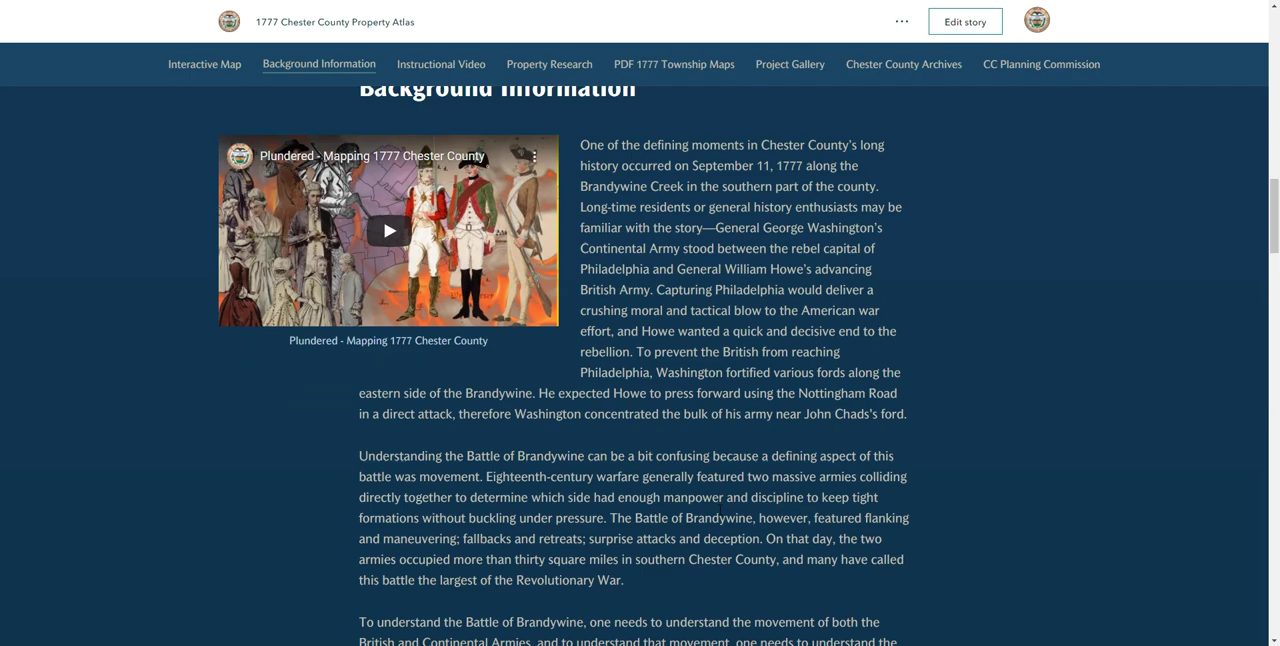 1777 Chester County Property Atlas
Edit story
Interactive Map
Background Information
Instructional Video
Property Research
PDF 1777 Township Maps
Project Gallery
Chester County Archives
CC Planning Commission
Background Information
Plundered - Mapping 1777 Chester County
Plundered - Mapping 1777 Chester County
One of the defining moments in Chester County's long
history occurred on September 11, 1777 along the
Brandywine Creek in the southern part of the county.
Long-time residents or general history enthusiasts may be
familiar with the story—General George Washington's
Continental Army stood between the rebel capital of
Philadelphia and General William Howe's advancing
British Army. Capturing Philadelphia would deliver a
crushing moral and tactical blow to the American war
effort, and Howe wanted a quick and decisive end to the
rebellion. To prevent the British from reaching
Philadelphia, Washington fortified various fords along the
eastern side of the Brandywine. He expected Howe to press forward using the Nottingham Road
in a direct attack, therefore Washington concentrated the bulk of his army near John Chads's ford.
Understanding the Battle of Brandywine can be a bit confusing because a defining aspect of this
battle was movement. Eighteenth-century warfare generally featured two massive armies colliding
directly together to determine which side had enough manpower and discipline to keep tight
formations without buckling under pressure. The Battle of Brandywine, however, featured flanking
and maneuvering; fallbacks and retreats; surprise attacks and deception. On that day, the two
armies occupied more than thirty square miles in southern Chester County, and many have called
this battle the largest of the Revolutionary War.
To understand the Battle of Brandywine, one needs to understand the movement of both the
British and Continental Armies, and to understand that movement, one needs to understand the